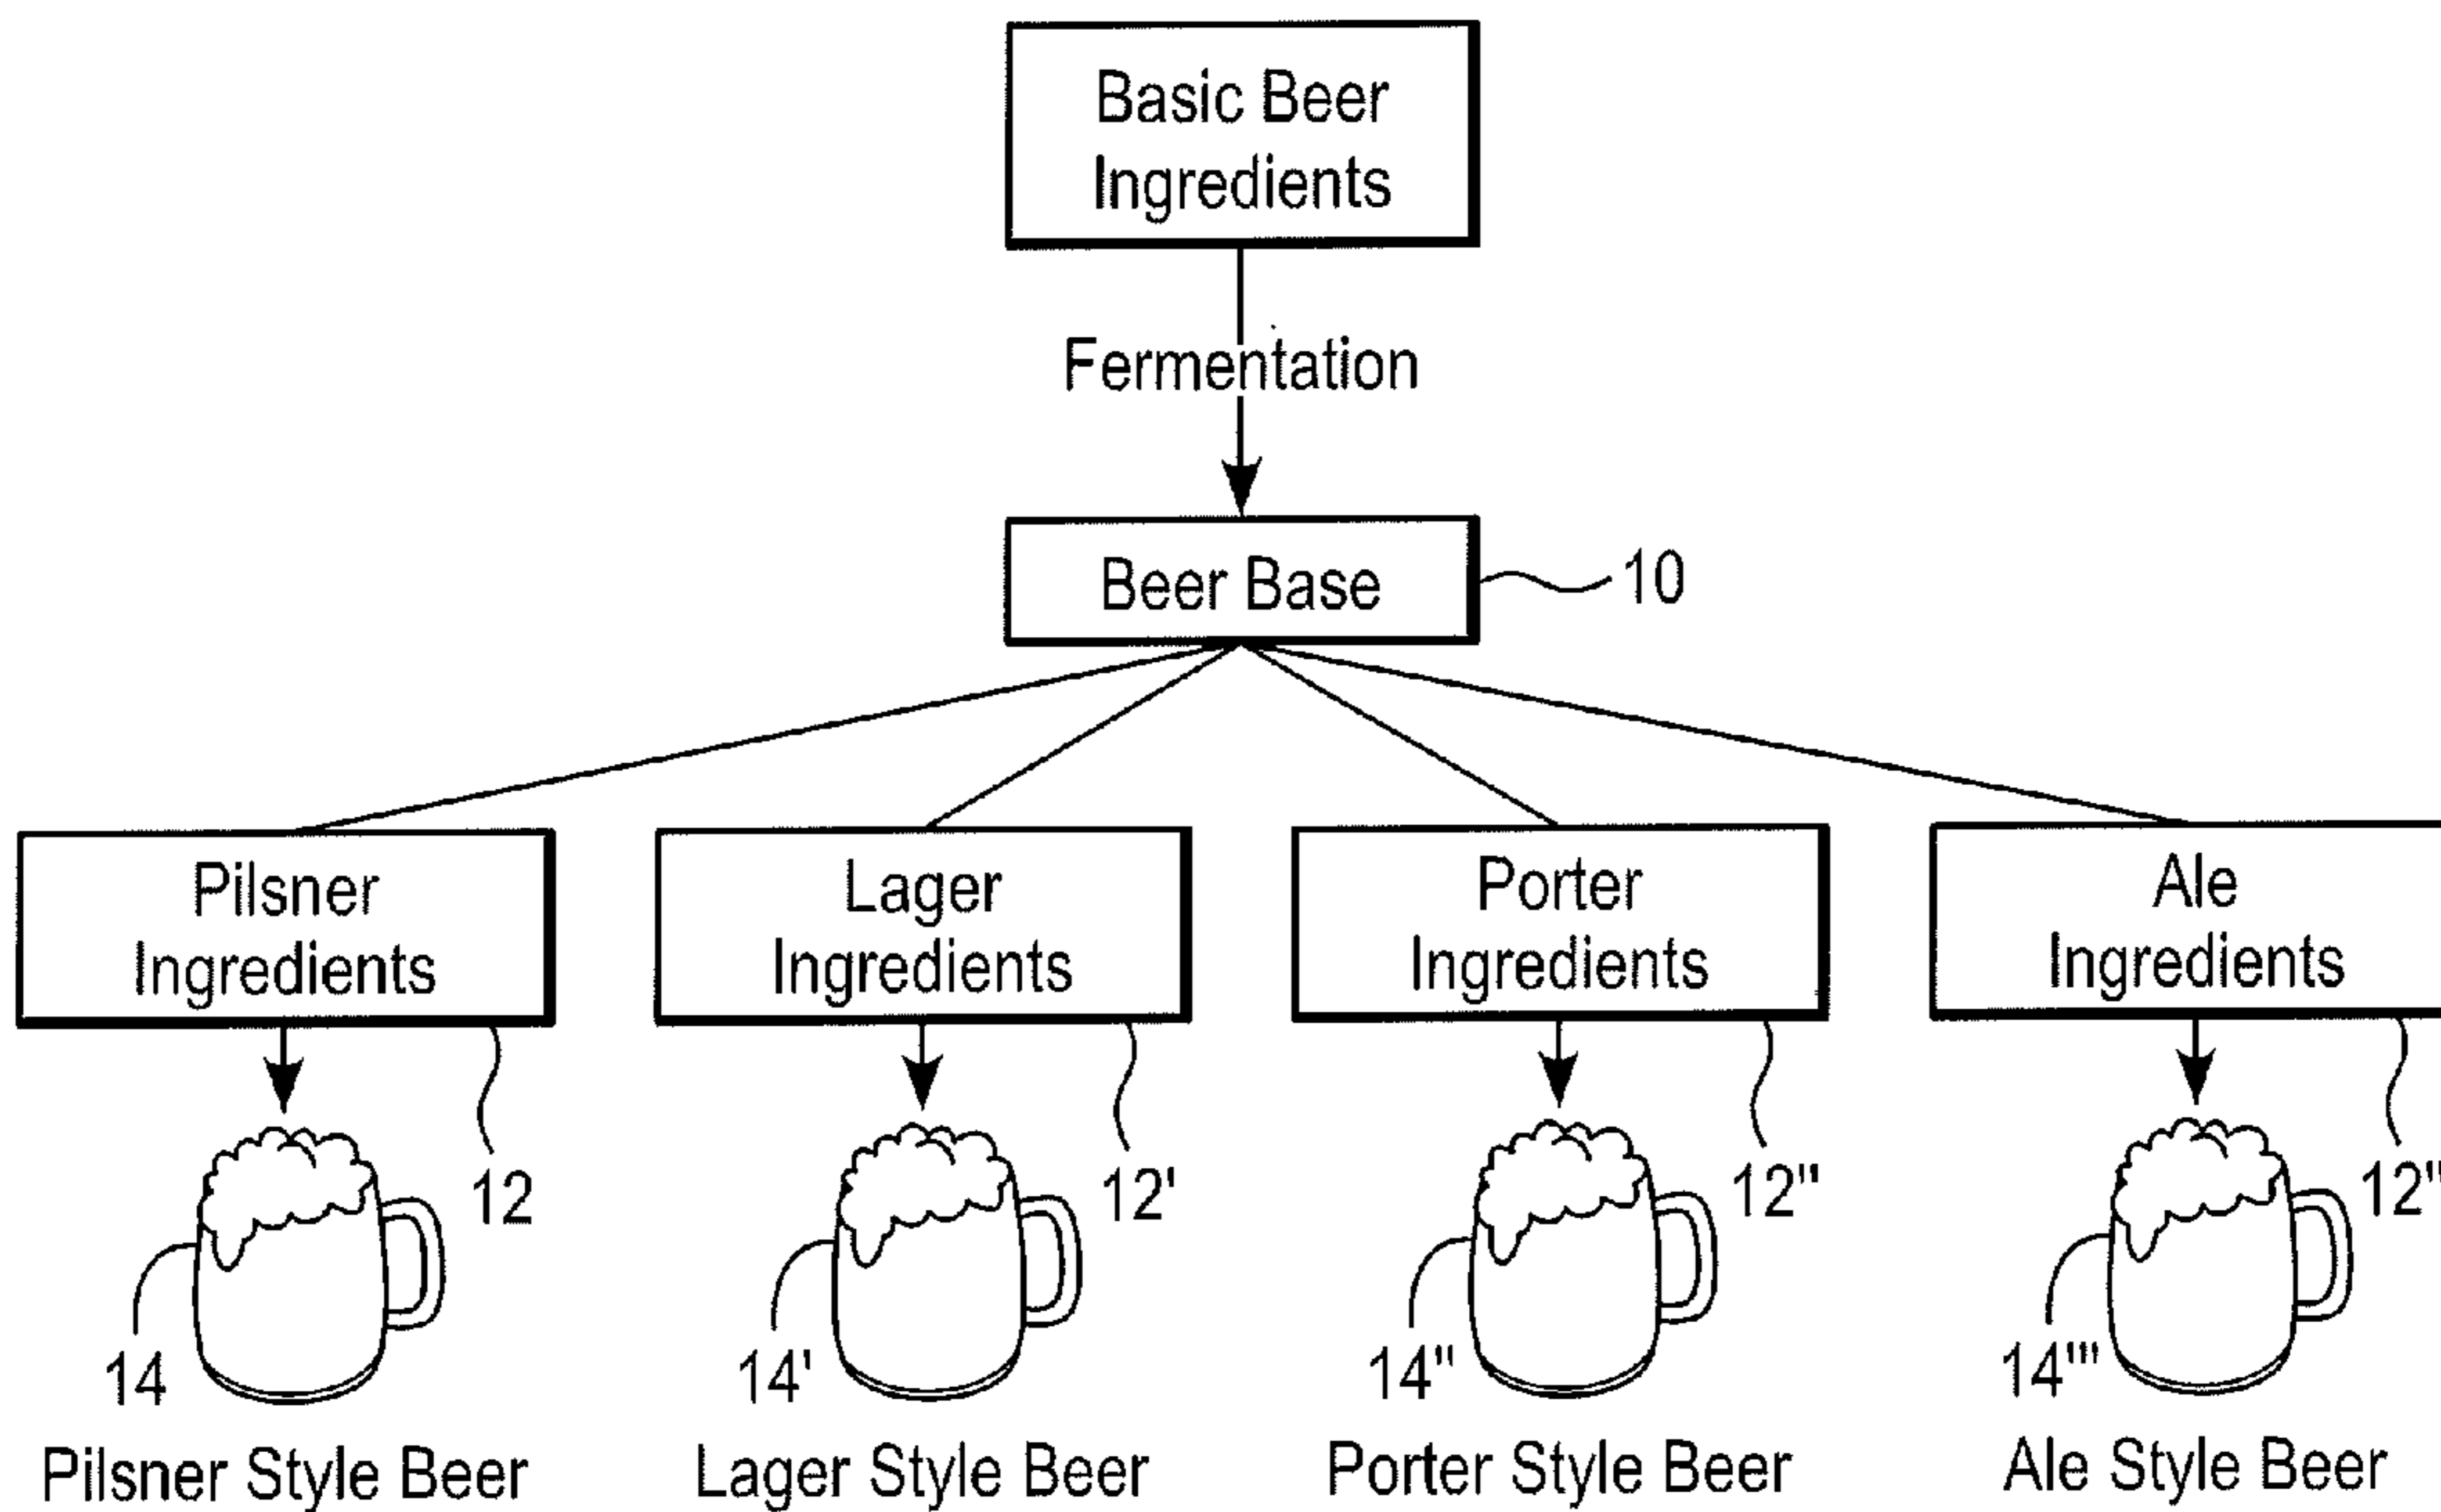 Basic Beer
Ingredients
Fermentation
Beer Base
10
Pilsner
Ingredients
Lager
Ingredients
Porter
Ingredients
Ale
Ingredients
12
12'
12"
14
14'
14"
14'"
Pilsner Style Beer
Lager Style Beer
Porter Style Beer
Ale Style Beer